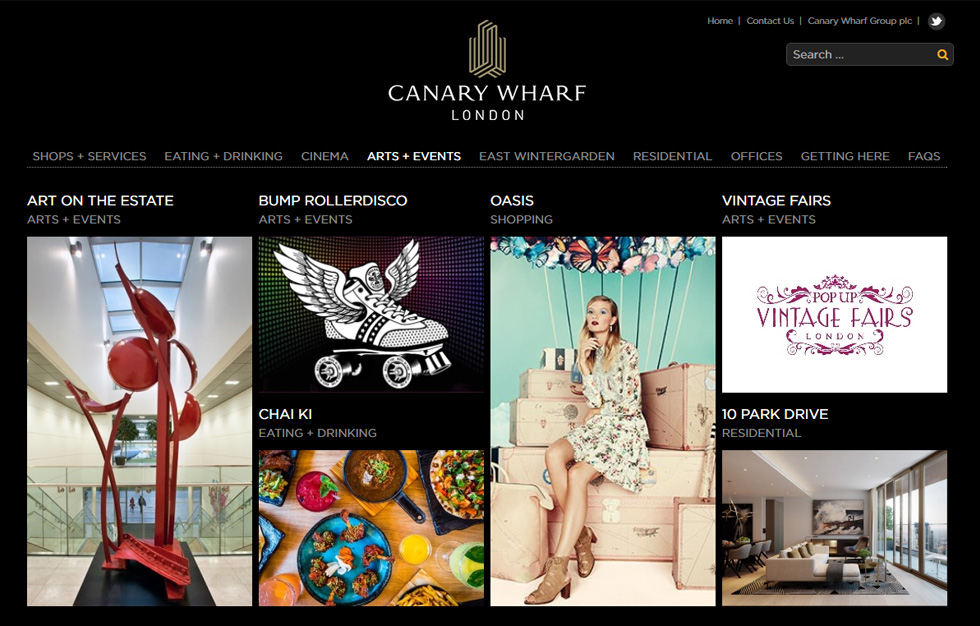 Home | Contact Us | Canary Wharf Group plc |
Search ...
CANARY WHARF
LONDON
SHOPS + SERVICES EATING + DRINKING CINEMA ARTS + EVENTS EAST WINTERGARDEN RESIDENTIAL OFFICES GETTING HERE FAQS
ART ON THE ESTATE
ARTS + EVENTS
BUMP ROLLERDISCO
ARTS + EVENTS
CHAI KI
EATING + DRINKING
OASIS
SHOPPING
VINTAGE FAIRS
ARTS + EVENTS
POP UP
VINTAGE FAIRS
LONDON
10 PARK DRIVE
RESIDENTIAL